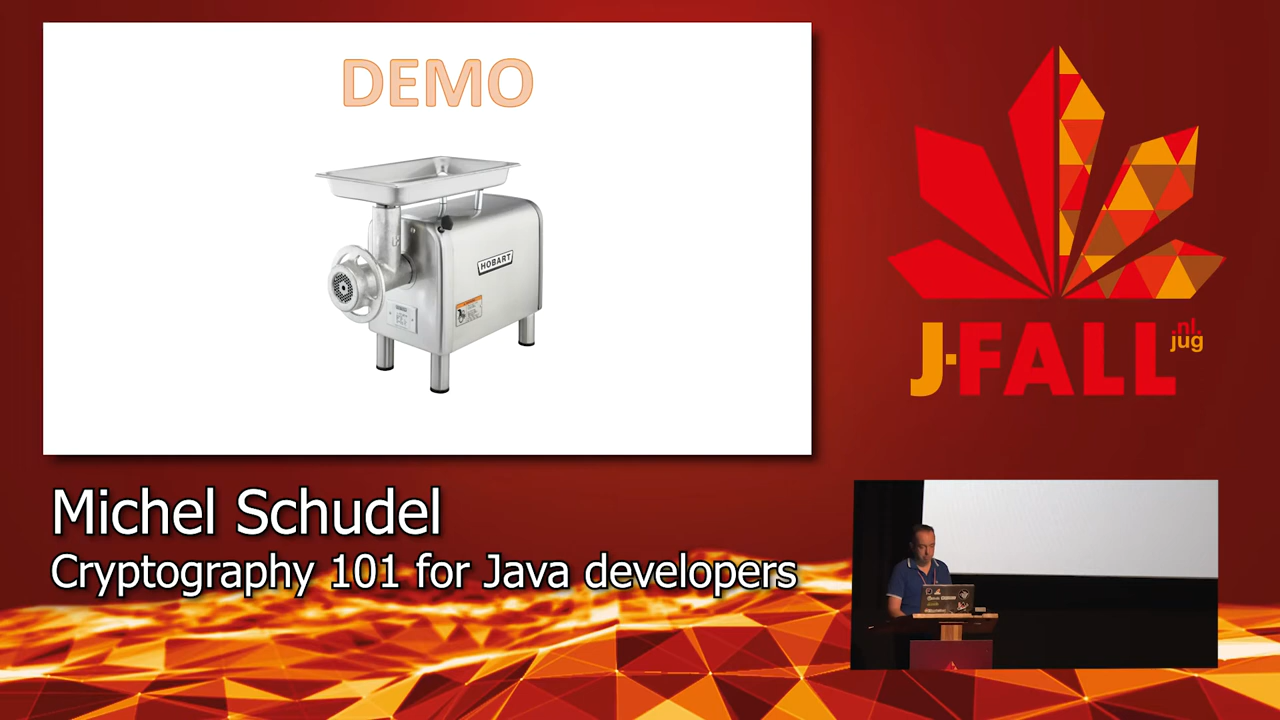 DEMO
HOBART
J-FALL
.nl.
jug
Michel Schudel
Cryptography 101 for Java developers